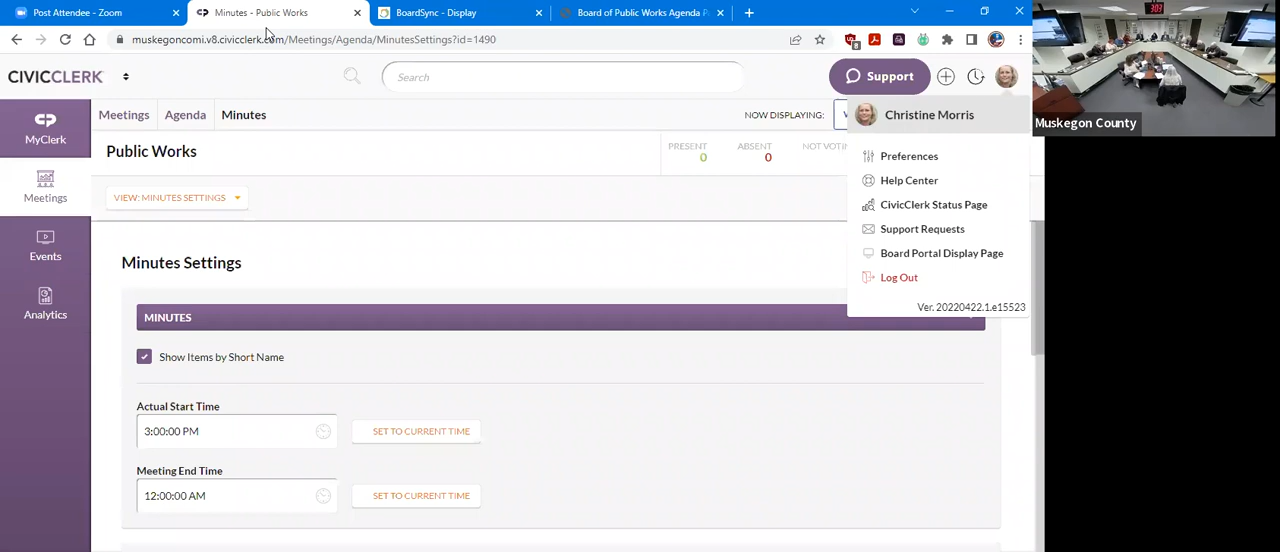 Post Attendee - Zoom
Minutes - Public Works
BoardSync - Display
Board of Public Works Agenda P
muskegoncomi.v8.civicclerk.com/Meetings/Agenda/MinutesSettings?id=1490
8
CIVICCLERK
Search
Support
MyClerk
Meetings
Events
Analytics
Meetings Agenda Minutes
NOW DISPLAYING:
Public Works
PRESENT
0
ABSENT
0
NOT VOTIN
VIEW: MINUTES SETTINGS
Christine Morris
Preferences
Help Center
CivicClerk Status Page
Support Requests
Board Portal Display Page
Log Out
Ver. 20220422.1.e15523
Minutes Settings
MINUTES
Show Items by Short Name
Actual Start Time
3:00:00 PM
SET TO CURRENT TIME
Meeting End Time
12:00:00 AM
SET TO CURRENT TIME
3:03
Muskegon County